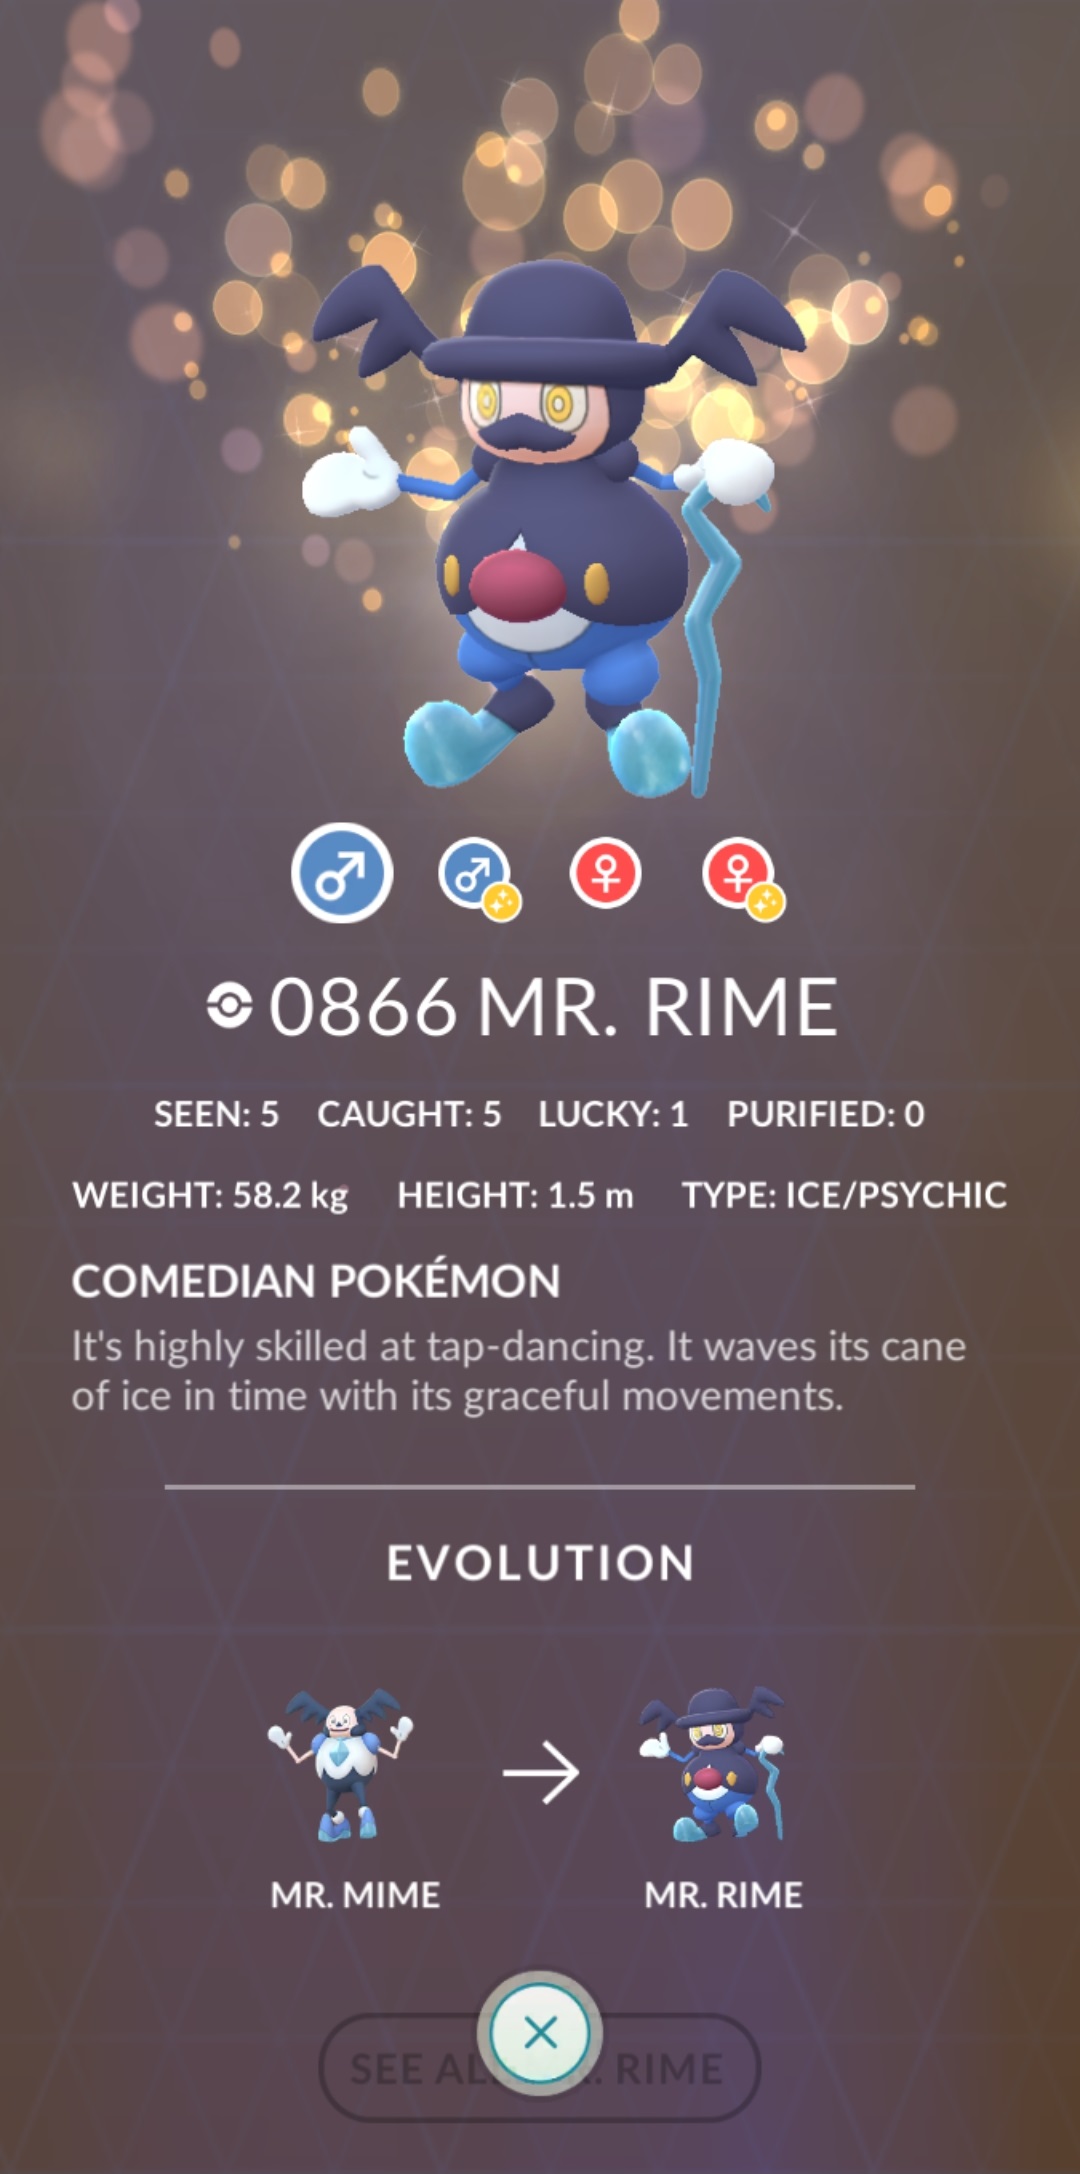 0866 MR. RIME
SEEN: 5 CAUGHT: 5 LUCKY: 1 PURIFIED: 0
WEIGHT: 58.2 kg HEIGHT: 1.5 m TYPE: ICE/PSYCHIC
COMEDIAN POKÉMON
It's highly skilled at tap-dancing. It waves its cane
of ice in time with its graceful movements.
EVOLUTION
MR. MIME MR. RIME
SEE RIME